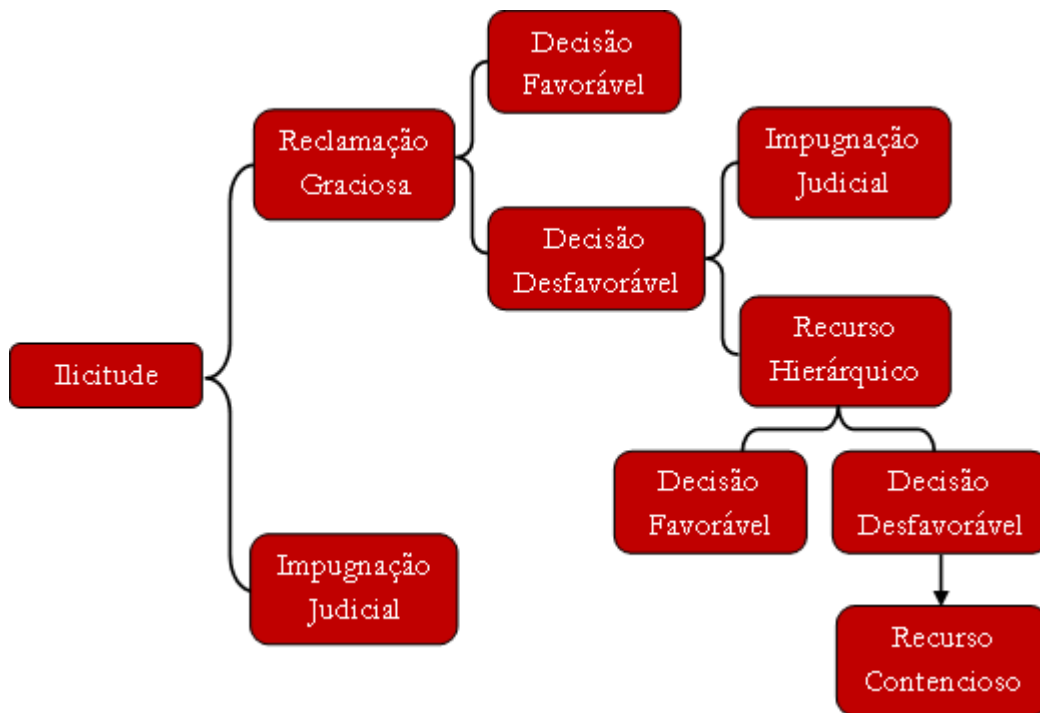 Decisão
Favorável
Reclamação
Graciosa
Impugnação
Judicial
Decisão
Desfavorável
Recurso
Hierárquico
Ilicitude
Decisão
Favorável
Decisão
Desfavorável
Impugnação
Judicial
Recurso
Contencioso